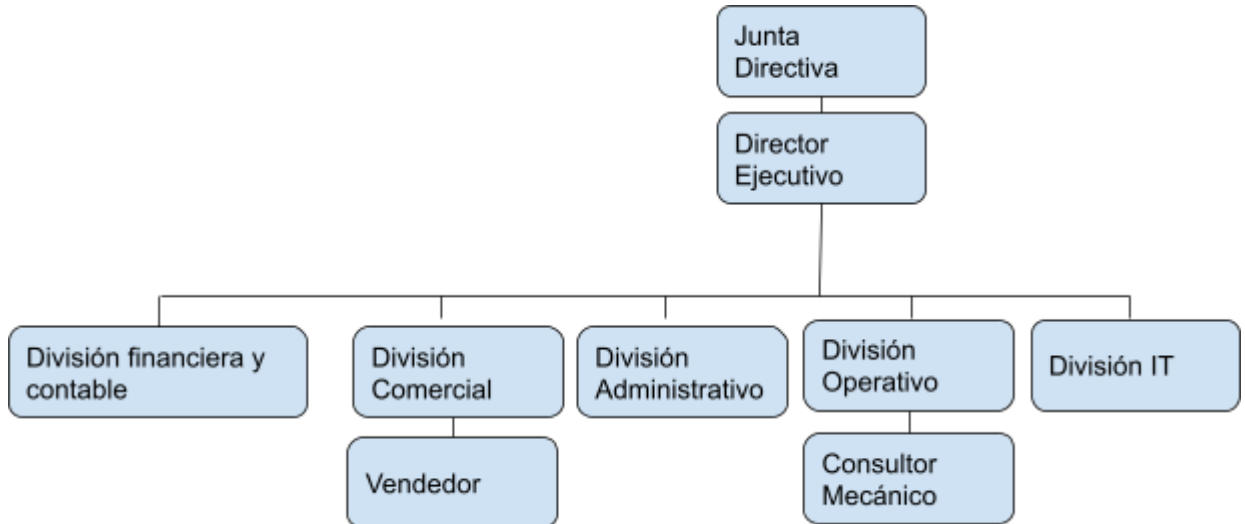 Junta
Directiva
Director
Ejecutivo
División financiera y
contable
División
Comercial
División
Administrativo
División
Operativo
División IT
Vendedor
Consultor
Mecánico